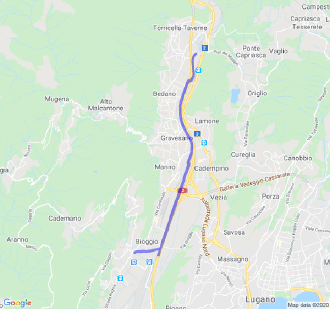 Campest
Capriasca
Tesserete
Torricella-Taverne
Ponte
Capriasca
Vaglio
Bedano
Origlio
Mugena
Alto
Malcantone
Lamone
Gravesano
Cureglia
Canobbio
Manno
Cadempino
Galleria Vedeggio-Cassarate
Vezia
Porza
Cademario
Aranno
Bioggio
Savosa
Massagno
Lugano
Google
Map data ©2020